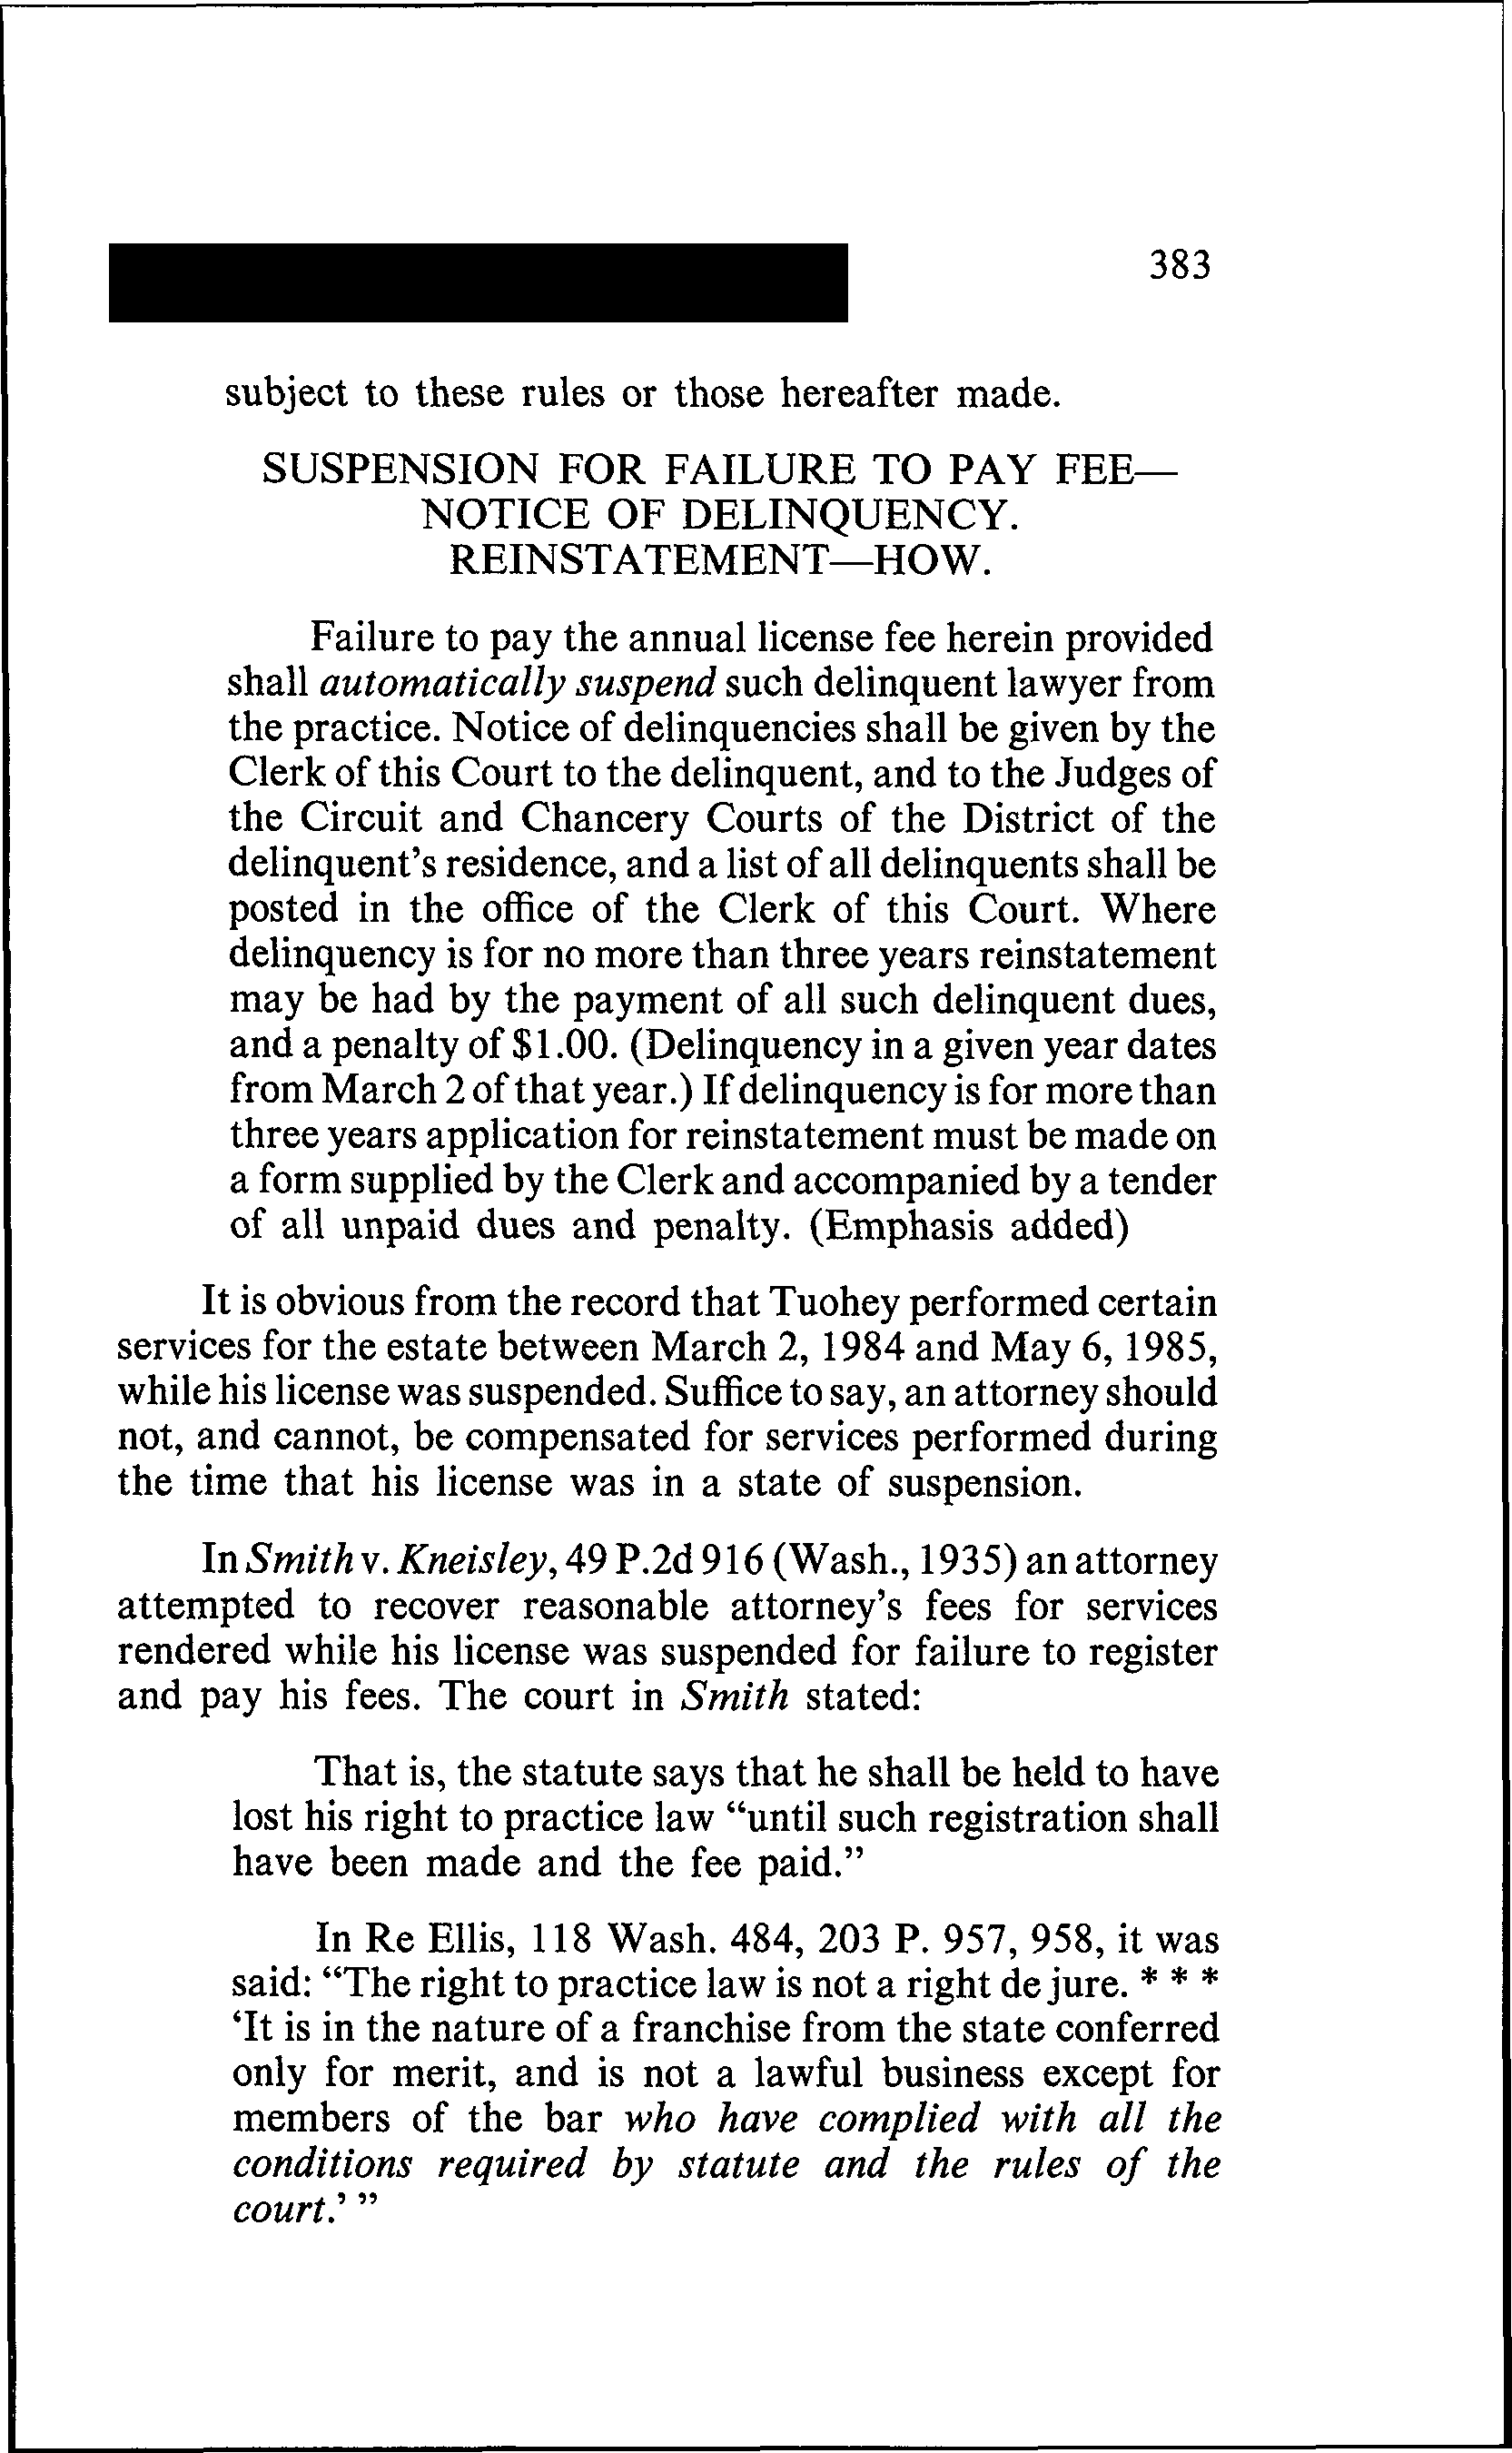 383
subject to these rules or those hereafter made.
SUSPENSION FOR FAILURE TO PAY FEE—
NOTICE OF DELINQUENCY.
REINSTATEMENT—HOW.
Failure to pay the annual license fee herein provided
shall automatically suspend such delinquent lawyer from
the practice. Notice of delinquencies shall be given by the
Clerk of this Court to the delinquent, and to the Judges of
the Circuit and Chancery Courts of the District of the
delinquent’s residence, and a list of all delinquents shall be
posted in the office of the Clerk of this Court. Where
delinquency is for no more than three years reinstatement
may be had by the payment of all such delinquent dues,
and a penalty of $1.00. (Delinquency in a given year dates
from March 2 of that year.) If delinquency is for more than
three years application for reinstatement must be made on
a form supplied by the Clerk and accompanied by a tender
of all unpaid dues and penalty. (Emphasis added)
It is obvious from the record that Tuohey performed certain
services for the estate between March 2, 1984 and May 6, 1985,
while his license was suspended. Suffice to say, an attorney should
not, and cannot, be compensated for services performed during
the time that his license was in a state of suspension.
In Smith v. Kneisley, 49 P.2d 916 (Wash., 1935) an attorney
attempted to recover reasonable attorney’s fees for services
rendered while his license was suspended for failure to register
and pay his fees. The court in Smith stated:
That is, the statute says that he shall be held to have
lost his right to practice law “until such registration shall
have been made and the fee paid.”
In Re Ellis, 118 Wash. 484, 203 P. 957, 958, it was
said: “The right to practice law is not a right de jure. * * *
‘It is in the nature of a franchise from the state conferred
only for merit, and is not a lawful business except for
members of the bar who have complied with all the
conditions required by statute and the rules of the
court.’ ”